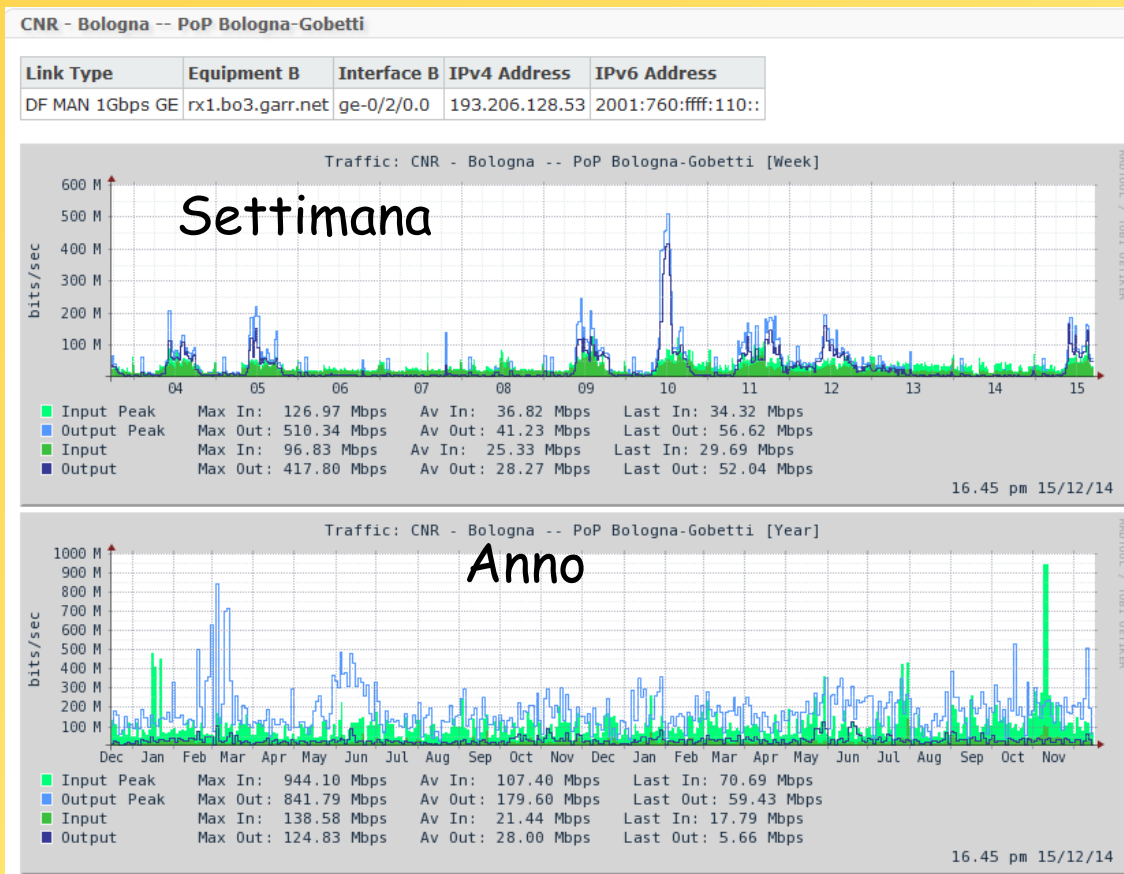 CNR - Bologna -- PoP Bologna-Gobetti
Link Type Equipment B Interface B IPv4 Address IPv6 Address
DF MAN 1Gbps GE rx1.bo3.garr.net ge-0/2/0.0 193.206.128.53 2001:760:ffff:110::
Traffic: CNR - Bologna -- PoP Bologna-Gobetti [Week]
Settimana
bits/sec
600 M
500 M
400 M
300 M
200 M
100 M
04 05 06 07 08 09 10 11 12 13 14 15
Input Peak Max In: 126.97 Mbps Av In: 36.82 Mbps Last In: 34.32 Mbps
Output Peak Max Out: 510.34 Mbps Av Out: 41.23 Mbps Last Out: 56.62 Mbps
Input Max In: 96.83 Mbps Av In: 25.33 Mbps Last In: 29.69 Mbps
Output Max Out: 417.80 Mbps Av Out: 28.27 Mbps Last Out: 52.04 Mbps
16.45 pm 15/12/14
Traffic: CNR - Bologna -- PoP Bologna-Gobetti [Year]
Anno
bits/sec
1000 M
900 M
800 M
700 M
600 M
500 M
400 M
300 M
200 M
100 M
Dec Jan Feb Mar Apr May Jun Jul Aug Sep Oct Nov Dec Jan Feb Mar Apr May Jun Jul Aug Sep Oct Nov
Input Peak Max In: 944.10 Mbps Av In: 107.40 Mbps Last In: 70.69 Mbps
Output Peak Max Out: 841.79 Mbps Av Out: 179.60 Mbps Last Out: 59.43 Mbps
Input Max In: 138.58 Mbps Av In: 21.44 Mbps Last In: 17.79 Mbps
Output Max Out: 124.83 Mbps Av Out: 28.00 Mbps Last Out: 5.66 Mbps
16.45 pm 15/12/14